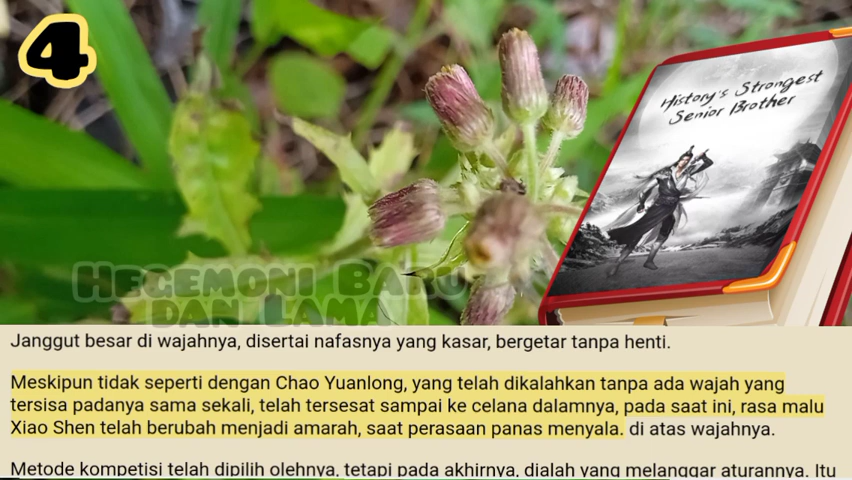 4
History's Strongest
Senior Brother
Hegemoni Baru
dan Lama
Janggut besar di wajahnya, disertai nafasnya yang kasar, bergetar tanpa henti.
Meskipun tidak seperti dengan Chao Yuanlong, yang telah dikalahkan tanpa ada wajah yang
tersisa padanya sama sekali, telah tersesat sampai ke celana dalamnya, pada saat ini, rasa malu
Xiao Shen telah berubah menjadi amarah, saat perasaan panas menyala. di atas wajahnya.
Metode kompetisi telah dipilih olehnya, tetapi pada akhirnya, dialah yang melanggar aturannya. Itu